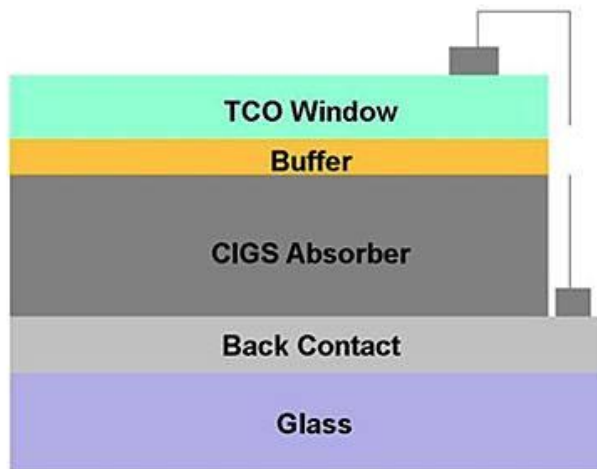 TCO Window
Buffer
CIGS Absorber
Back Contact
Glass